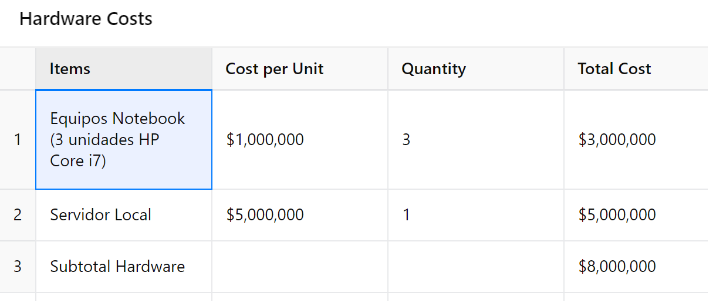 Hardware Costs
Items Cost per Unit Quantity Total Cost
Equipos Notebook
1 (3 unidades HP $1,000,000 3 $3,000,000
Core i7)
2 Servidor Local $5,000,000 1 $5,000,000
3 Subtotal Hardware $8,000,000